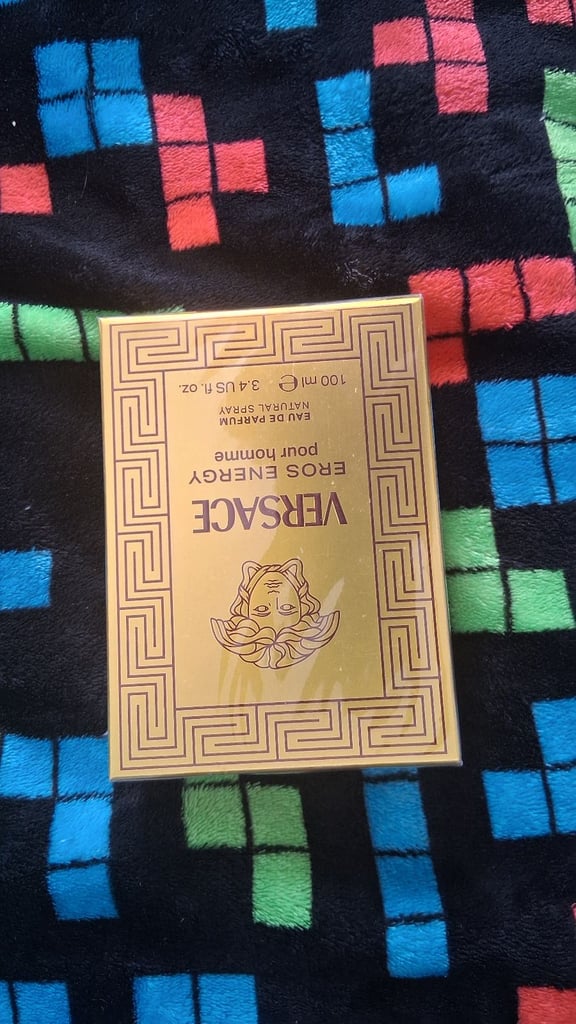 VERSACE
EROS ENERGY
pour homme
EAU DE PARFUM
NATURAL SPRAY
100 ml ℮ 3.4 US fl. oz.